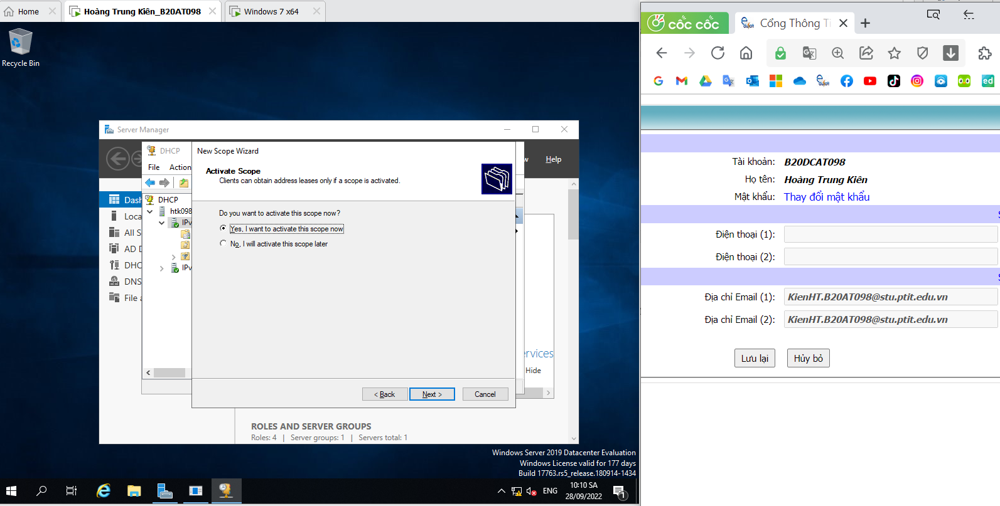 Home
Hoàng Trung Kiên_B20AT098
Windows 7 x64
Recycle Bin
Server Manager
Help
DHCP
File Action
DHCP
htk098
New Scope Wizard
Activate Scope
Clients can obtain address leases only if a scope is activated.
Do you want to activate this scope now?
Yes, I want to activate this scope now
No, I will activate this scope later
< Back
Next >
Cancel
Dash
Loca
All S
AD D
DHC
DNS
File a
IPv
IPv
ervices
Hide
ROLES AND SERVER GROUPS
Roles: 4 | Server groups: 1 | Servers total: 1
Windows Server 2019 Datacenter Evaluation
Windows License valid for 177 days
Build 17763.rs5_release.180914-1434
ENG
10:10 SA
28/09/2022
1
cốc cốc
Cổng Thông Ti
Tài khoản: B20DCAT098
Họ tên: Hoàng Trung Kiên
Mật khẩu: Thay đổi mật khẩu
Điện thoại (1):
Điện thoại (2):
Địa chỉ Email (1): KienHT.B20AT098@stu.ptit.edu.vn
Địa chỉ Email (2): KienHT.B20AT098@stu.ptit.edu.vn
Lưu lại
Hủy bỏ